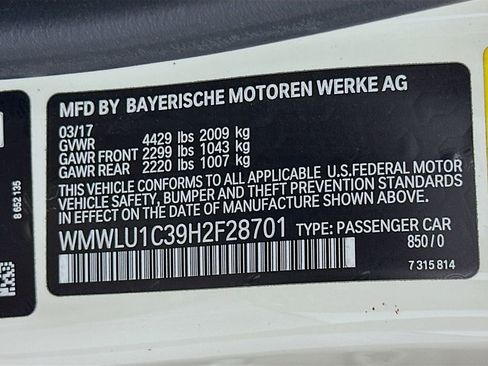 MFD BY BAYERISCHE MOTOREN WERKE AG
03/17
GVWR 4429 lbs 2009 kg
GAWR FRONT 2299 lbs 1043 kg
GAWR REAR 2220 lbs 1007 kg
THIS VEHICLE CONFORMS TO ALL APPLICABLE U.S.FEDERAL MOTOR
VEHICLE SAFETY, BUMPER AND THEFT PREVENTION STANDARDS
IN EFFECT ON THE DATE OF MANUFACTURE SHOWN ABOVE.
WMWLU1C39H2F28701 TYPE: PASSENGER CAR
850/0
7 315 814
8 652 135